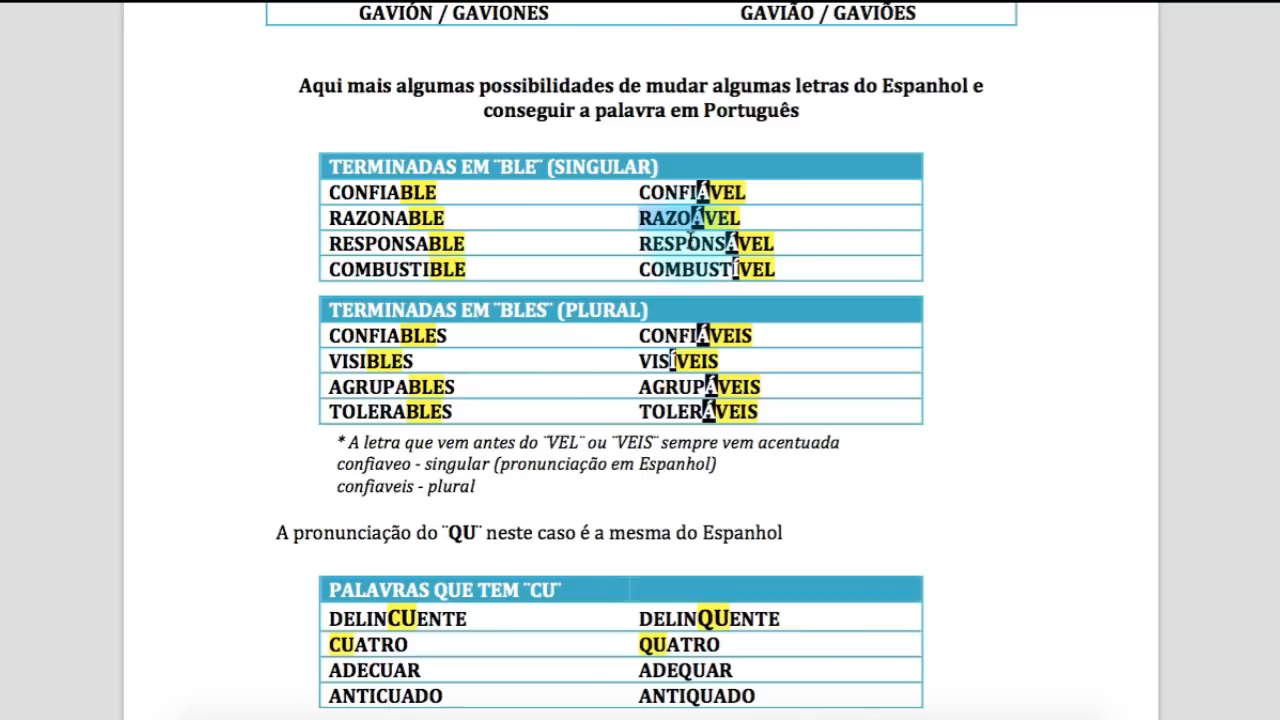 GAVIÓN / GAVIONES GAVIÃO / GAVIÕES
Aqui mais algumas possibilidades de mudar algumas letras do Espanhol e
conseguir a palavra em Português
TERMINADAS EM ¨BLE¨ (SINGULAR)
CONFIABLE CONFIÁVEL
RAZONABLE RAZOÁVEL
RESPONSABLE RESPONSÁVEL
COMBUSTIBLE COMBUSTÍVEL
TERMINADAS EM ¨BLES¨ (PLURAL)
CONFIABLES CONFIÁVEIS
VISIBLES VISÍVEIS
AGRUPABLES AGRUPÁVEIS
TOLERABLES TOLERÁVEIS
* A letra que vem antes do ¨VEL¨ ou ¨VEIS¨ sempre vem acentuada
confiaveo - singular (pronunciação em Espanhol)
confiaveis - plural
A pronunciação do ¨QU¨ neste caso é a mesma do Espanhol
PALAVRAS QUE TEM ¨CU¨
DELINCUENTE DELINQUENTE
CUATRO QUATRO
ADECUAR ADEQUAR
ANTICUADO ANTIQUADO